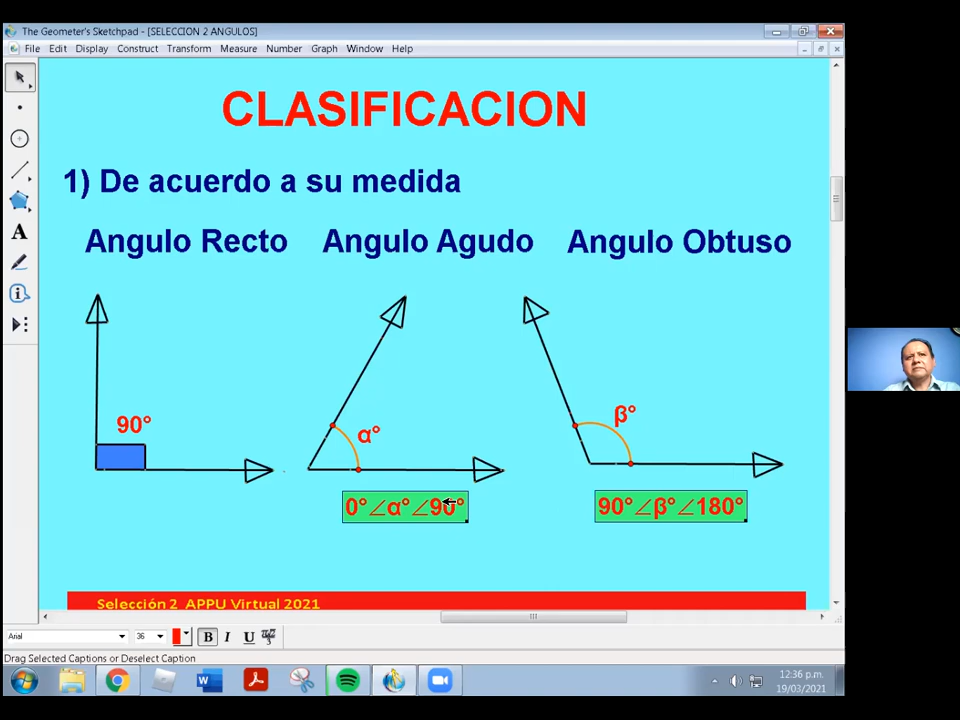 The Geometer's Sketchpad - [SELECCION 2 ANGULOS]
File Edit Display Construct Transform Measure Number Graph Window Help
CLASIFICACION
1) De acuerdo a su medida
Angulo Recto Angulo Agudo Angulo Obtuso
90° α° β°
0°∠α°∠90° 90°∠β°∠180°
Selección 2 APPU Virtual 2021
Arial 36 B I U
Drag Selected Captions or Deselect Caption
12:36 p.m.
19/03/2021